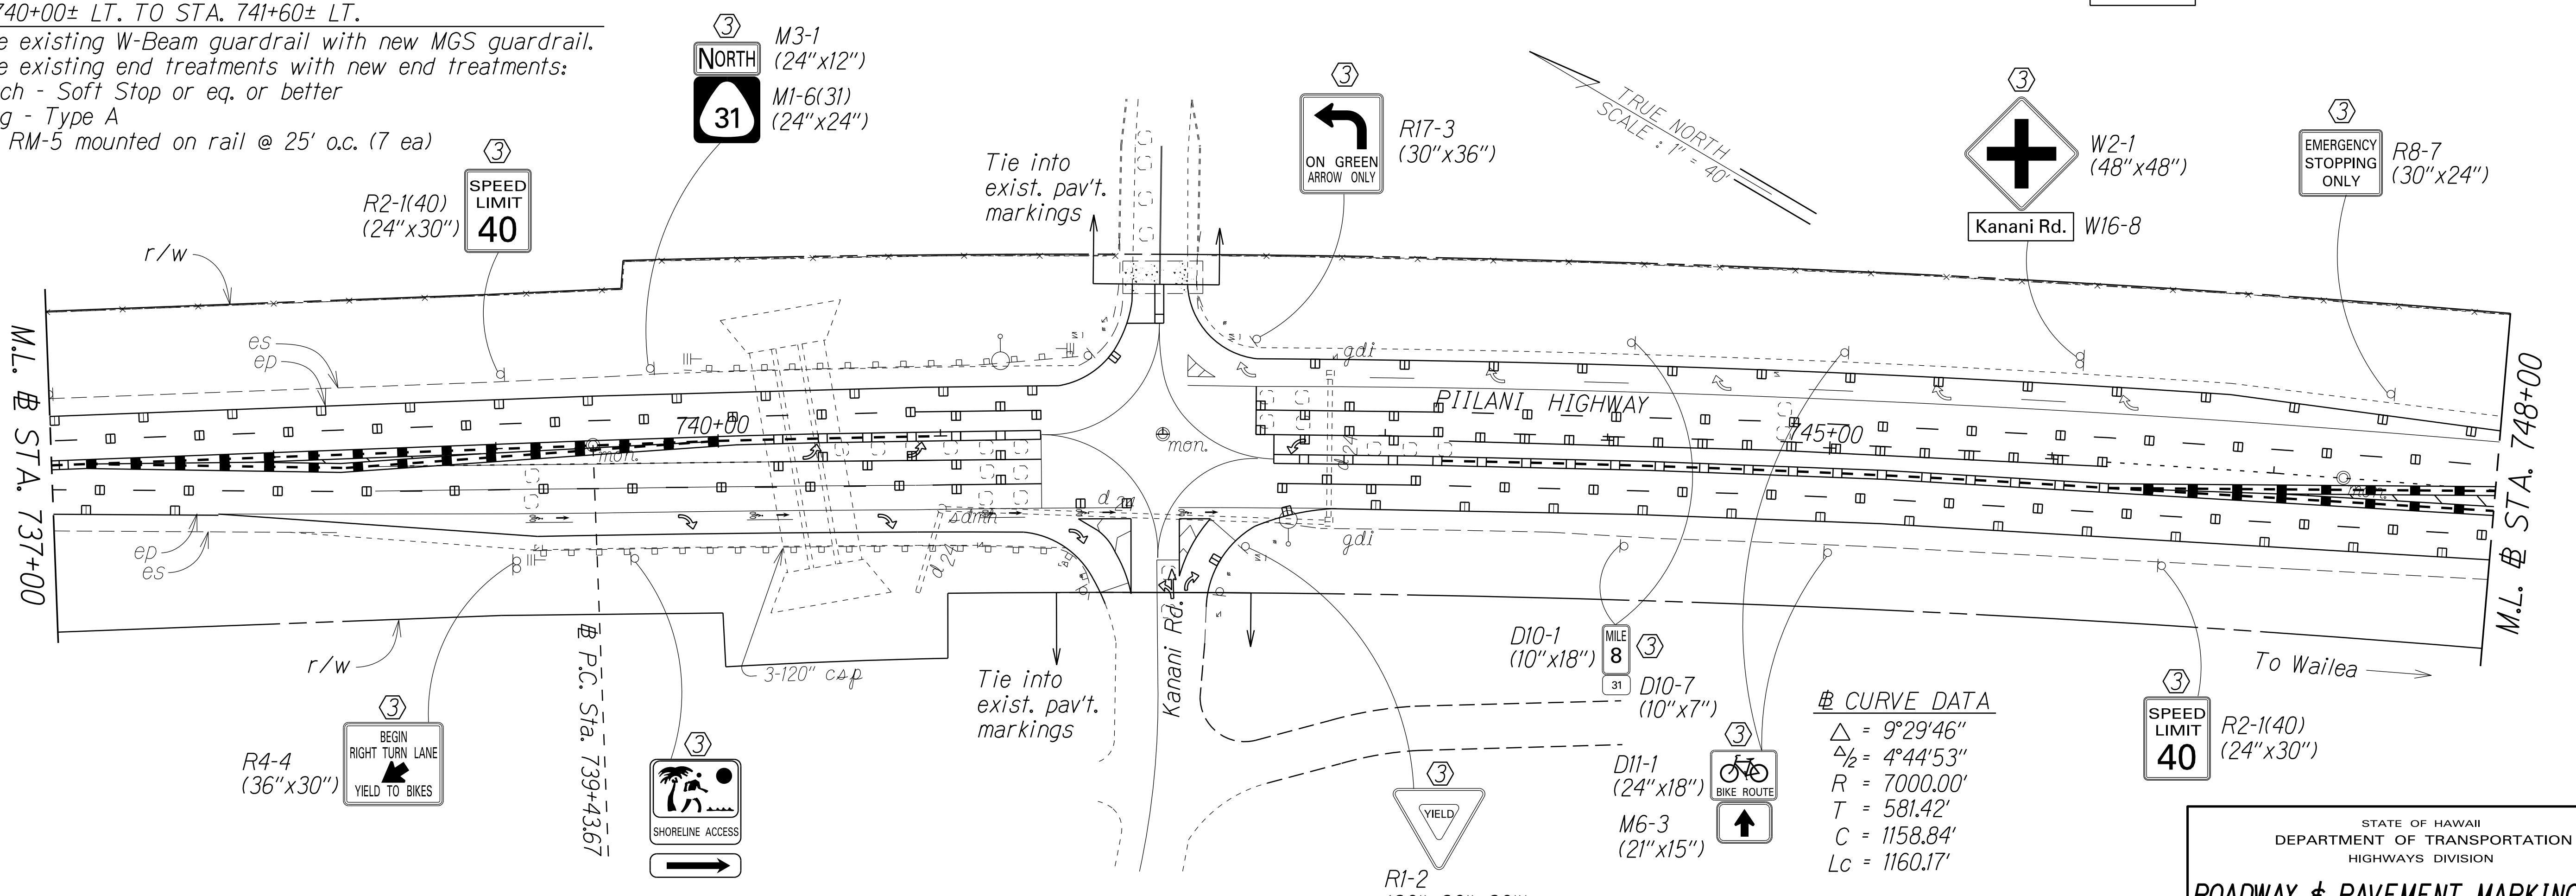 740+00± LT. TO STA. 741+60± LT.
e existing W-Beam guardrail with new MGS guardrail.
e existing end treatments with new end treatments:
ch - Soft Stop or eq. or better
g - Type A
RM-5 mounted on rail @ 25' o.c. (7 ea)
3
NORTH
31
M3-1
(24"x12")
M1-6(31)
(24"x24")
3
SPEED
LIMIT
40
R2-1(40)
(24"x30")
Tie into
exist. pav't.
markings
3
ON GREEN
ARROW ONLY
R17-3
(30"x36")
TRUE NORTH
SCALE : 1" = 40'
3
W2-1
(48"x48")
Kanani Rd.
W16-8
3
EMERGENCY
STOPPING
ONLY
R8-7
(30"x24")
r/w
es
ep
M.L. B STA. 737+00
740+00
mon.
mon.
gdi
PIILANI HIGHWAY
745+00
mon.
M.L. B STA. 748+00
d 24
d 24
sdmh
d 24
gdi
ep
es
r/w
3-120" csp
B P.C. Sta. 739+43.67
Kanani Rd.
Tie into
exist. pav't.
markings
To Wailea
3
BEGIN
RIGHT TURN LANE
YIELD TO BIKES
R4-4
(36"x30")
3
SHORELINE ACCESS
3
YIELD
R1-2
D10-1
(10"x18")
MILE
8
3
31
D10-7
(10"x7")
3
BIKE ROUTE
D11-1
(24"x18")
M6-3
(21"x15")
B CURVE DATA
△ = 9°29'46"
△/2 = 4°44'53"
R = 7000.00'
T = 581.42'
C = 1158.84'
Lc = 1160.17'
3
SPEED
LIMIT
40
R2-1(40)
(24"x30")
STATE OF HAWAII
DEPARTMENT OF TRANSPORTATION
HIGHWAYS DIVISION
ROADWAY & PAVEMENT MARKING